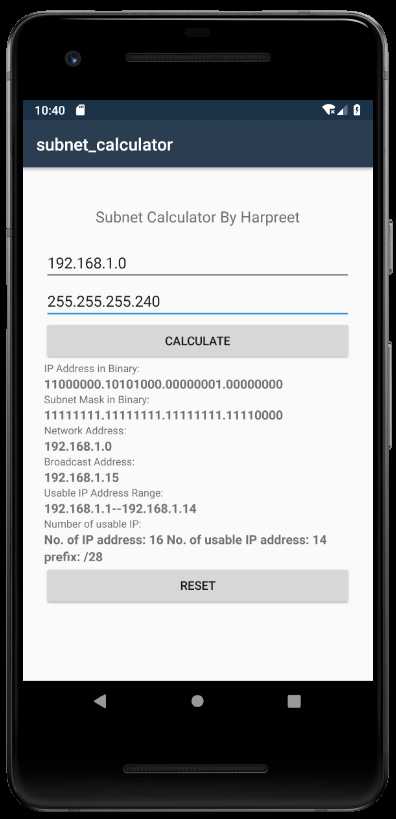 10:40
subnet_calculator
Subnet Calculator By Harpreet
192.168.1.0
255.255.255.240
CALCULATE
IP Address in Binary:
11000000.10101000.00000001.00000000
Subnet Mask in Binary:
11111111.11111111.11111111.11110000
Network Address:
192.168.1.0
Broadcast Address:
192.168.1.15
Usable IP Address Range:
192.168.1.1--192.168.1.14
Number of usable IP:
No. of IP address: 16 No. of usable IP address: 14
prefix: /28
RESET